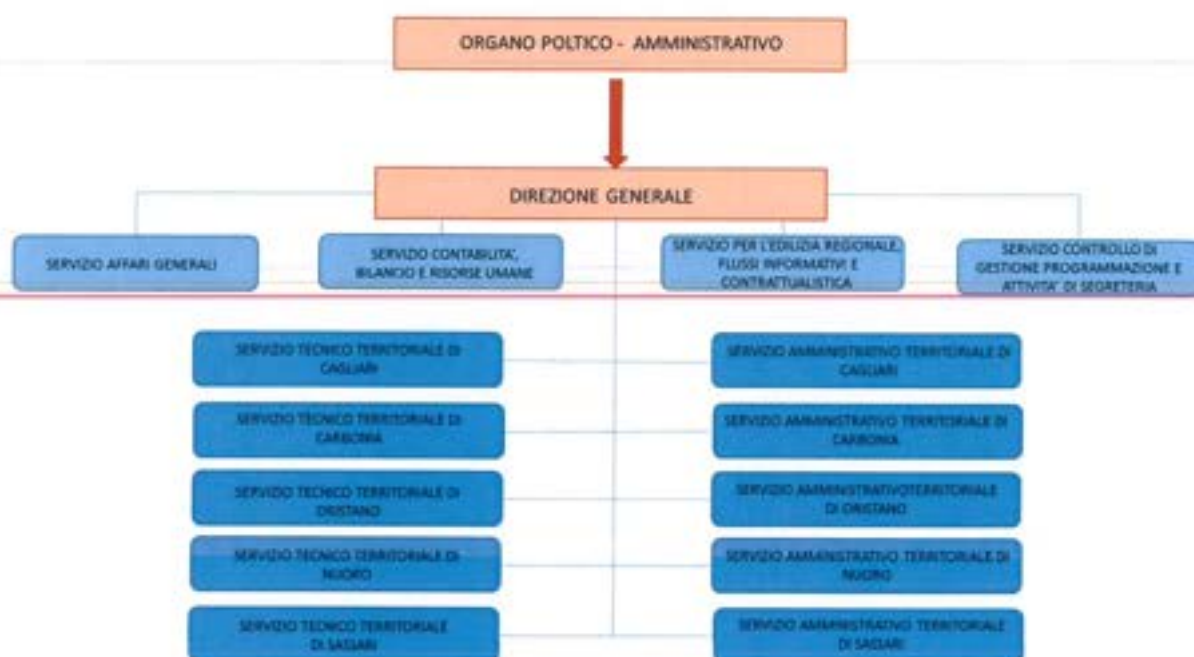 ORGANO POLTICO - AMMINISTRATIVO
DIREZIONE GENERALE
SERVIZIO AFFARI GENERALI
SERVIZO CONTABILITA',
BILANCIO E RISORSE UMANE
SERVIZIO PER L'EDILIZIA REGIONALE,
FLUSSI INFORMATIVI E
CONTRATTUALISTICA
SERVIZIO CONTROLLO DI
GESTIONE PROGRAMMAZIONE E
ATTIVITA' DI SEGRETERIA
SERVIZIO TECNICO TERRITORIALE DI
CAGLIARI
SERVIZIO AMMINISTRATIVO TERRITORIALE DI
CAGLIARI
SERVIZIO TECNICO TERRITORIALE DI
CARBONIA
SERVIZIO AMMINISTRATIVO TERRITORIALE DI
CARBONIA
SERVIZIO TECNICO TERRITORIALE DI
ORISTANO
SERVIZIO AMMINISTRATIVOTERRITORIALE
DI ORISTANO
SERVIZIO TECNICO TERRITORIALE DI
NUORO
SERVIZIO AMMINISTRATIVO TERRITORIALE DI
NUORO
SERVIZIO TECNICO TERRITORIALE
DI SASSARI
SERVIZIO AMMINISTRATIVO TERRITORIALE
DI SASSARI